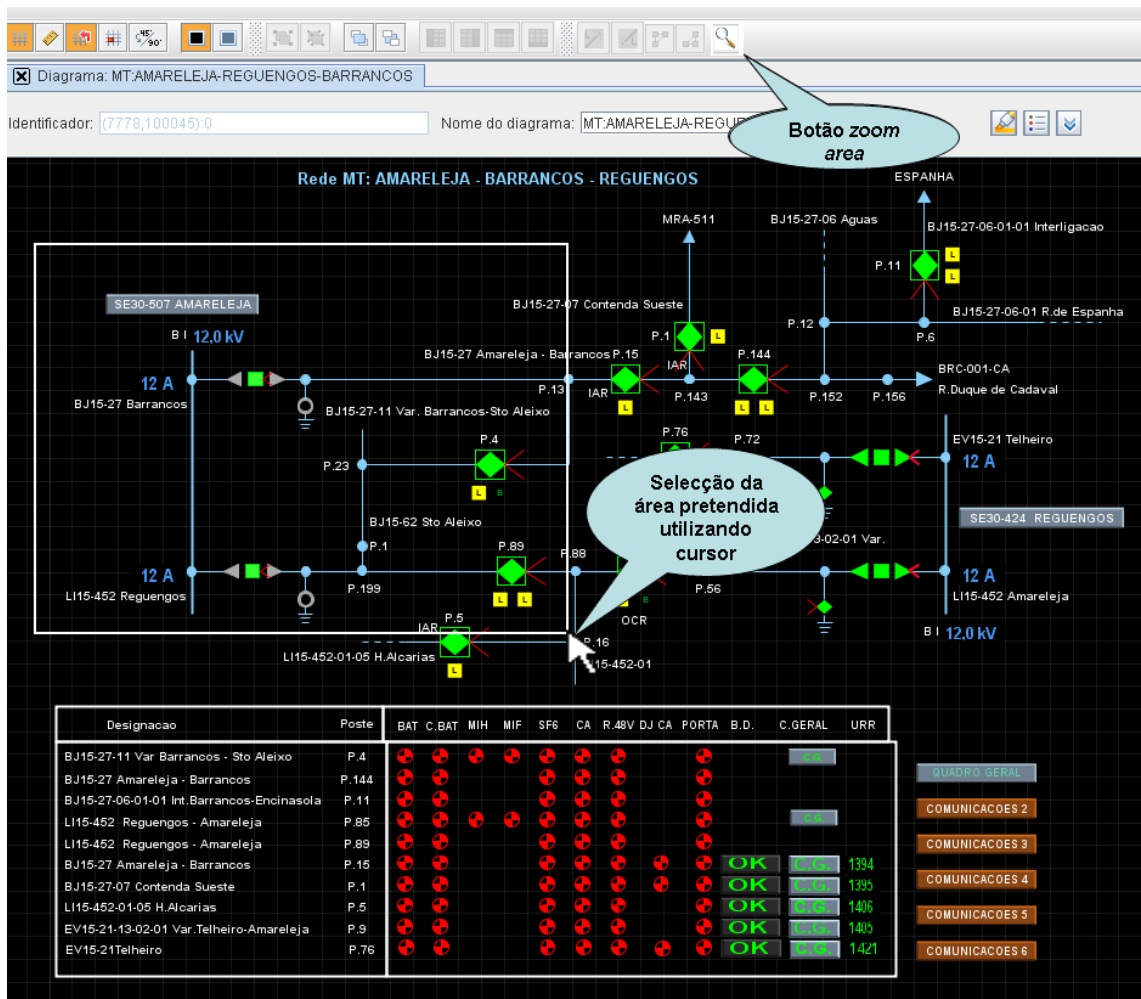 45°/90°
Diagrama: MT:AMARELEJA-REGUENGOS-BARRANCOS
Identificador: (7778,100045):0
Nome do diagrama: MT:AMARELEJA-REGUE
Botão zoom
area
Rede MT: AMARELEJA - BARRANCOS - REGUENGOS
ESPANHA
MRA-511
BJ15-27-06 Aguas
BJ15-27-06-01-01 Interligacao
L
P.11
L
SE30-507 AMARELEJA
BJ15-27-07 Contenda Sueste
BJ15-27-06-01 R.de Espanha
P.12
B I 12,0 kV
P.1
L
P.6
BJ15-27 Amareleja - Barrancos
P.15
P.144
IAR
12 A
BJ15-27 Barrancos
P.13
IAR
P.143
P.152
P.156
BRC-001-CA
R.Duque de Cadaval
L
L
L
BJ15-27-11 Var. Barrancos-Sto Aleixo
P.4
P.76
P.72
EV15-21 Telheiro
12 A
P.23
L
B
Selecção da
área pretendida
utilizando
cursor
SE30-424 REGUENGOS
BJ15-62 Sto Aleixo
P.1
P.89
P.88
3-02-01 Var.
12 A
LI15-452 Reguengos
P.199
L
L
B
P.56
12 A
LI15-452 Amareleja
OCR
IAR
P.5
P.16
B I 12,0 kV
LI15-452-01-05 H.Alcarias
L
I15-452-01
Designacao Poste BAT C.BAT MIH MIF SF6 CA R.48V DJ CA PORTA B.D. C.GERAL URR
BJ15-27-11 Var Barrancos - Sto Aleixo P.4 C.G.
BJ15-27 Amareleja - Barrancos P.144
BJ15-27-06-01-01 Int.Barrancos-Encinasola P.11
LI15-452 Reguengos - Amareleja P.85 C.G.
LI15-452 Reguengos - Amareleja P.89
BJ15-27 Amareleja - Barrancos P.15 OK C.G. 1394
BJ15-27-07 Contenda Sueste P.1 OK C.G. 1395
LI15-452-01-05 H.Alcarias P.5 OK C.G. 1406
EV15-21-13-02-01 Var.Telheiro-Amareleja P.9 OK C.G. 1405
EV15-21Telheiro P.76 OK C.G. 1421
QUADRO GERAL
COMUNICACOES 2
COMUNICACOES 3
COMUNICACOES 4
COMUNICACOES 5
COMUNICACOES 6